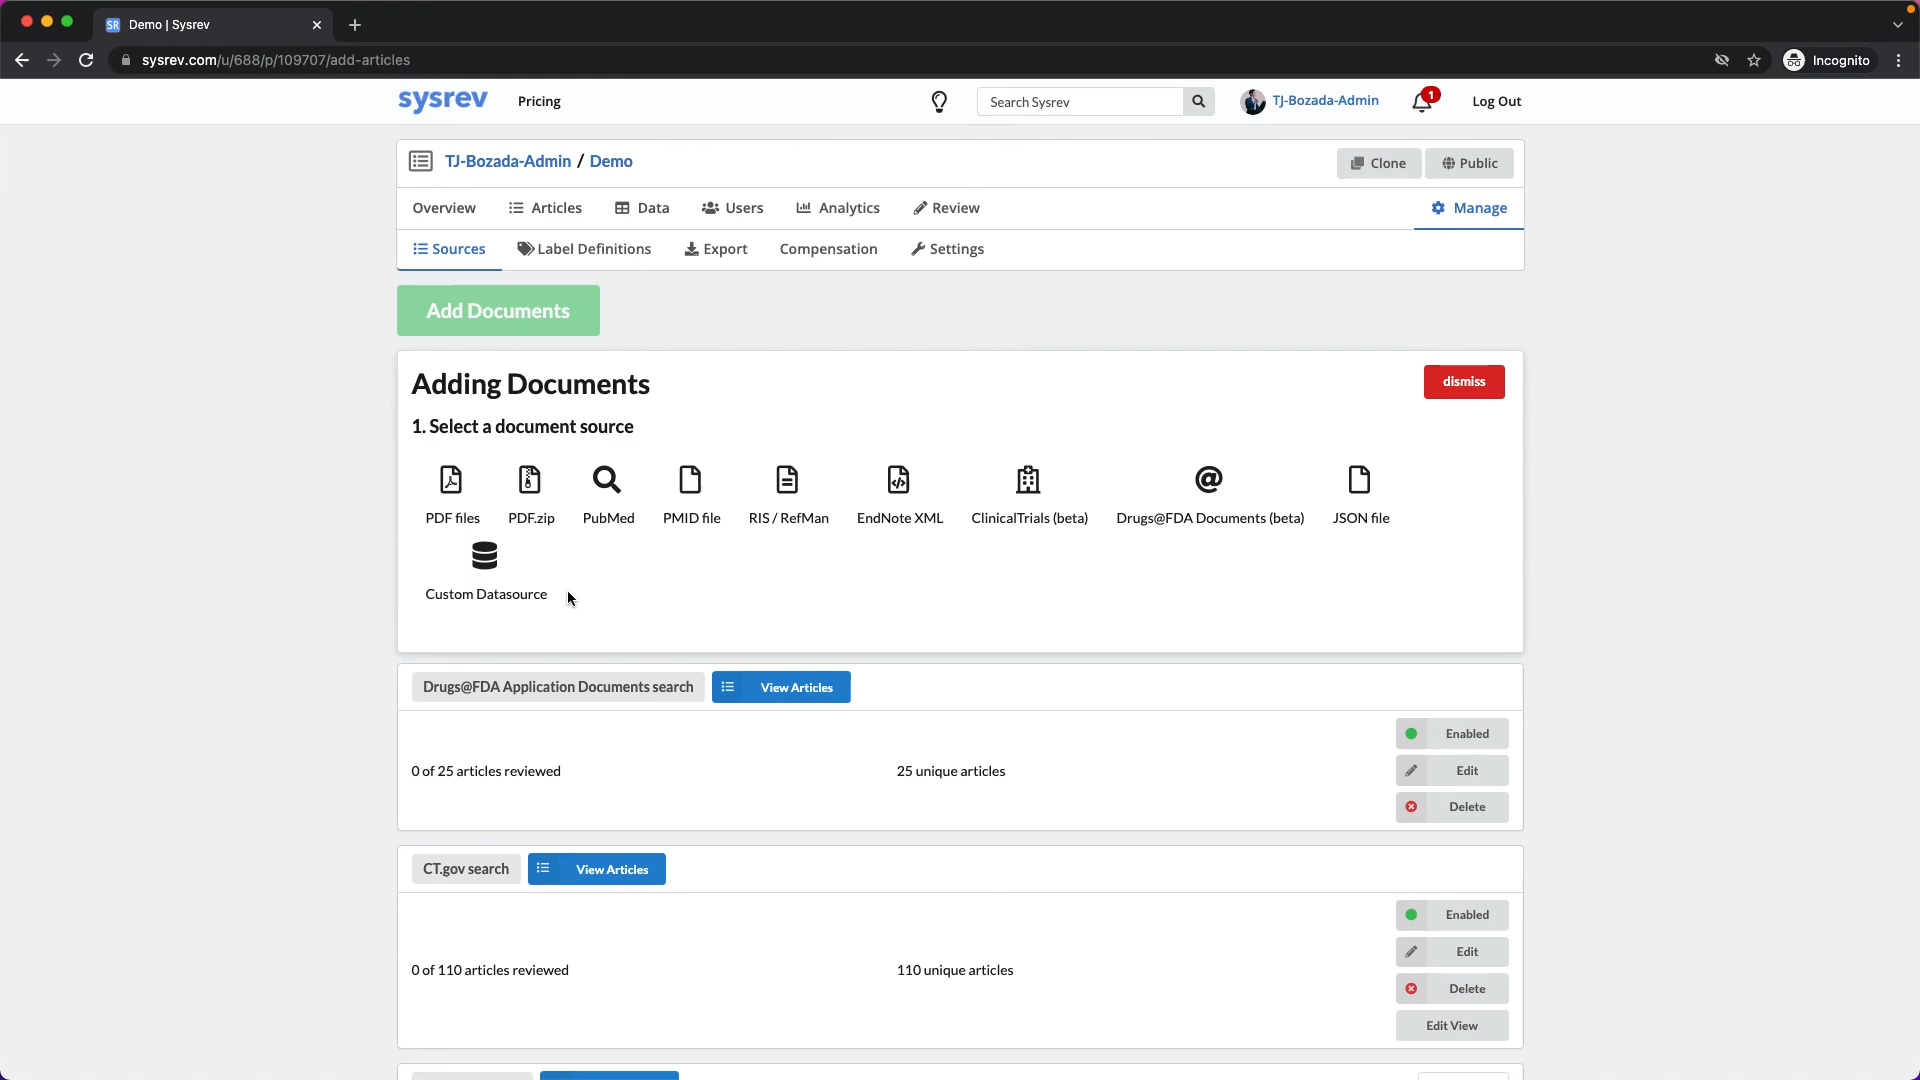 SR Demo | Sysrev
sysrev.com/u/688/p/109707/add-articles
Incognito
sysrev Pricing
Search Sysrev
TJ-Bozada-Admin
1
Log Out
TJ-Bozada-Admin / Demo
Clone
Public
Overview Articles Data Users Analytics Review Manage
Sources Label Definitions Export Compensation Settings
Add Documents
Adding Documents
dismiss
1. Select a document source
PDF files PDF.zip PubMed PMID file RIS / RefMan EndNote XML ClinicalTrials (beta) Drugs@FDA Documents (beta) JSON file
Custom Datasource
Drugs@FDA Application Documents search View Articles
Enabled
0 of 25 articles reviewed 25 unique articles Edit
Delete
CT.gov search View Articles
Enabled
Edit
0 of 110 articles reviewed 110 unique articles
Delete
Edit View